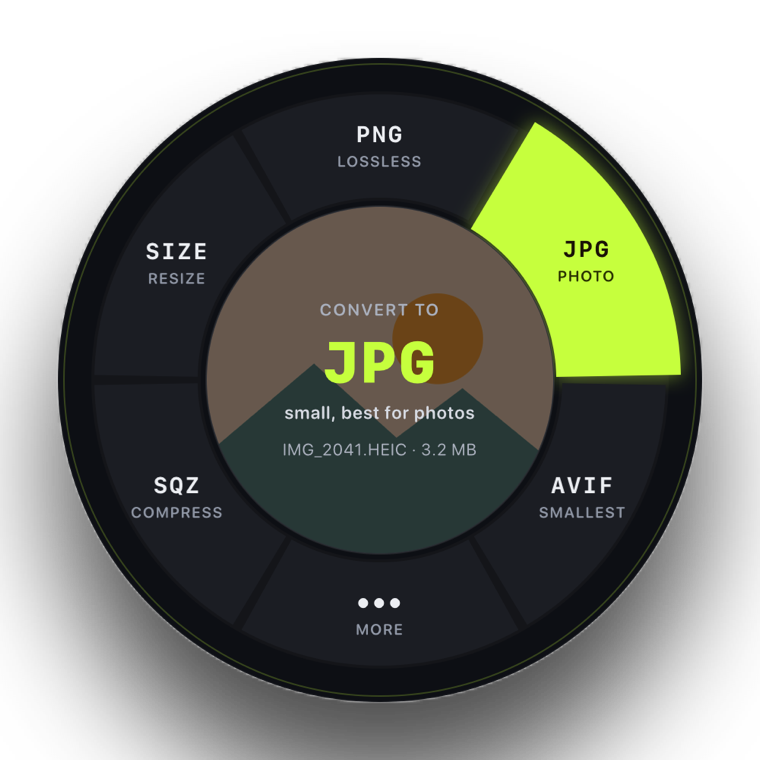 PNG
LOSSLESS
JPG
PHOTO
SIZE
RESIZE
CONVERT TO
JPG
small, best for photos
IMG_2041.HEIC · 3.2 MB
SQZ
COMPRESS
AVIF
SMALLEST
•••
MORE